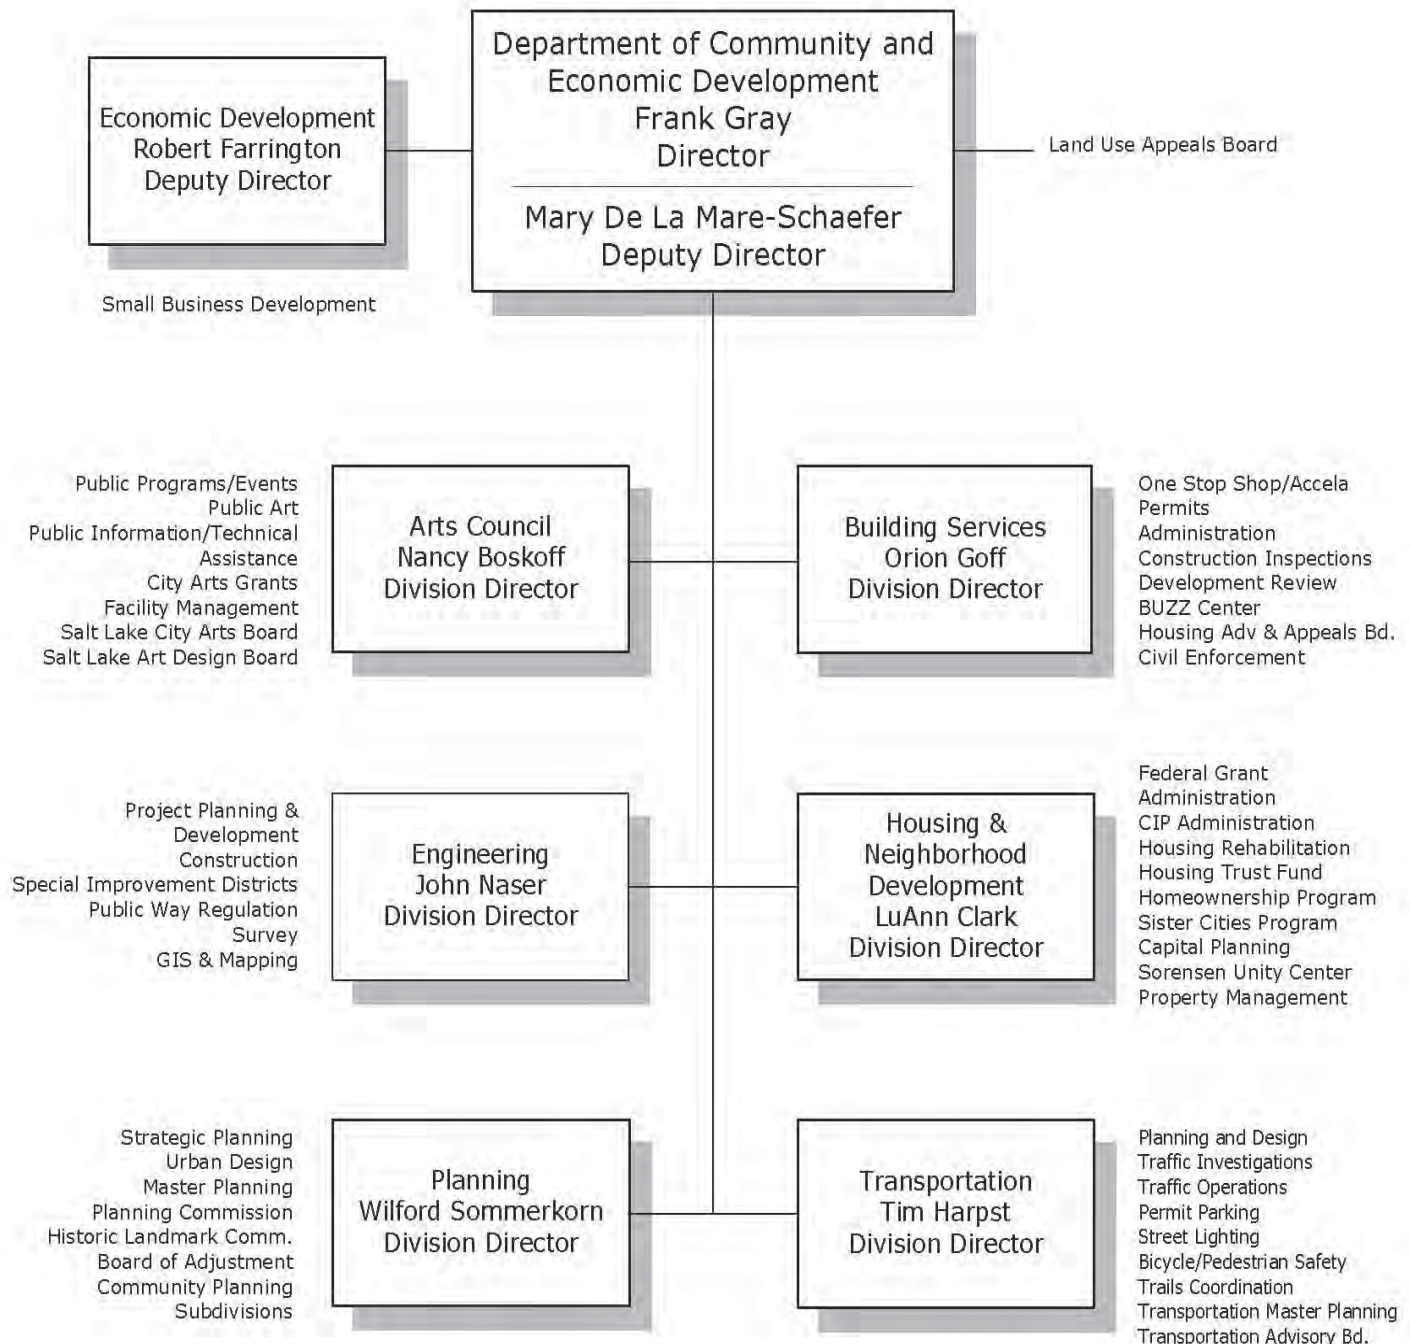 Department of Community and
Economic Development
Frank Gray
Director
Mary De La Mare-Schaefer
Deputy Director
Economic Development
Robert Farrington
Deputy Director
Small Business Development
Land Use Appeals Board
Public Programs/Events
Public Art
Public Information/Technical
Assistance
City Arts Grants
Facility Management
Salt Lake City Arts Board
Salt Lake Art Design Board
Arts Council
Nancy Boskoff
Division Director
Building Services
Orion Goff
Division Director
One Stop Shop/Accela
Permits
Administration
Construction Inspections
Development Review
BUZZ Center
Housing Adv & Appeals Bd.
Civil Enforcement
Project Planning &
Development
Construction
Special Improvement Districts
Public Way Regulation
Survey
GIS & Mapping
Engineering
John Naser
Division Director
Housing &
Neighborhood
Development
LuAnn Clark
Division Director
Federal Grant
Administration
CIP Administration
Housing Rehabilitation
Housing Trust Fund
Homeownership Program
Sister Cities Program
Capital Planning
Sorensen Unity Center
Property Management
Strategic Planning
Urban Design
Master Planning
Planning Commission
Historic Landmark Comm.
Board of Adjustment
Community Planning
Subdivisions
Planning
Wilford Sommerkorn
Division Director
Transportation
Tim Harpst
Division Director
Planning and Design
Traffic Investigations
Traffic Operations
Permit Parking
Street Lighting
Bicycle/Pedestrian Safety
Trails Coordination
Transportation Master Planning
Transportation Advisory Bd.